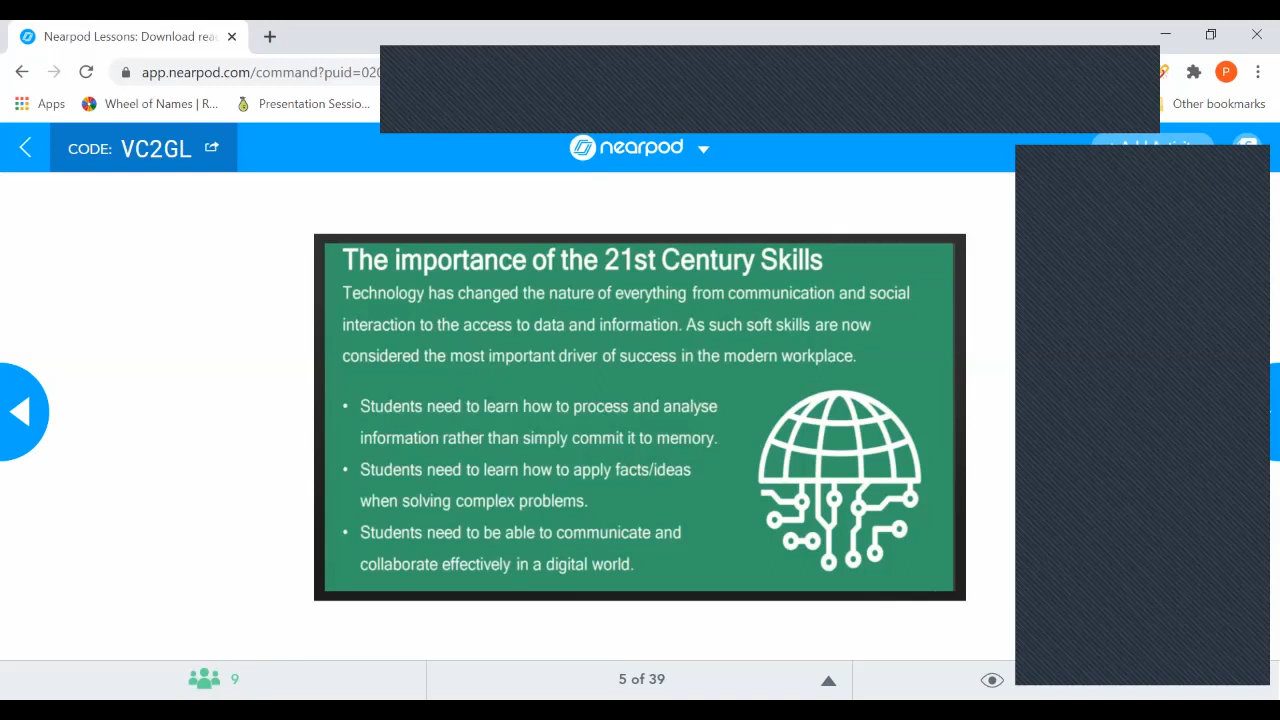 Nearpod Lessons: Download rea
app.nearpod.com/command?puid=020
P
Apps
Wheel of Names | R...
Presentation Sessio...
Other bookmarks
CODE: VC2GL
nearpod
The importance of the 21st Century Skills
Technology has changed the nature of everything from communication and social
interaction to the access to data and information. As such soft skills are now
considered the most important driver of success in the modern workplace.
• Students need to learn how to process and analyse
information rather than simply commit it to memory.
• Students need to learn how to apply facts/ideas
when solving complex problems.
• Students need to be able to communicate and
collaborate effectively in a digital world.
9
5 of 39